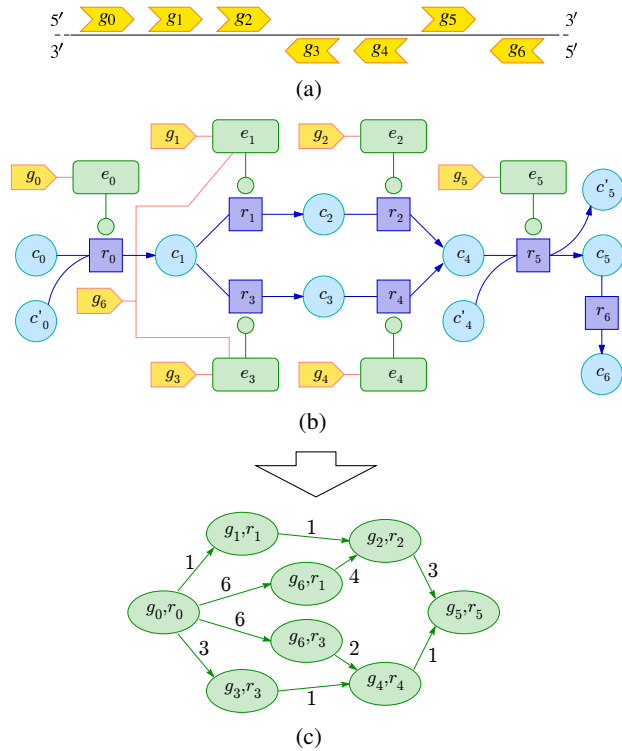 5′ g0 g1 g2 g5 3′
3′ g3 g4 g6 5′
(a)
g1 e1 g2 e2
g0 e0 g5 e5
c'5
r1 c2 r2
c0 r0 c1 c4 r5 c5
r3 c3 r4
g6
c'0 c'4 r6
g3 e3 g4 e4 c6
(b)
g1,r1 1 g2,r2
1 6 g6,r1 4 3
g0,r0 g5,r5
3 6 g6,r3 2 1
g3,r3 1 g4,r4
(c)